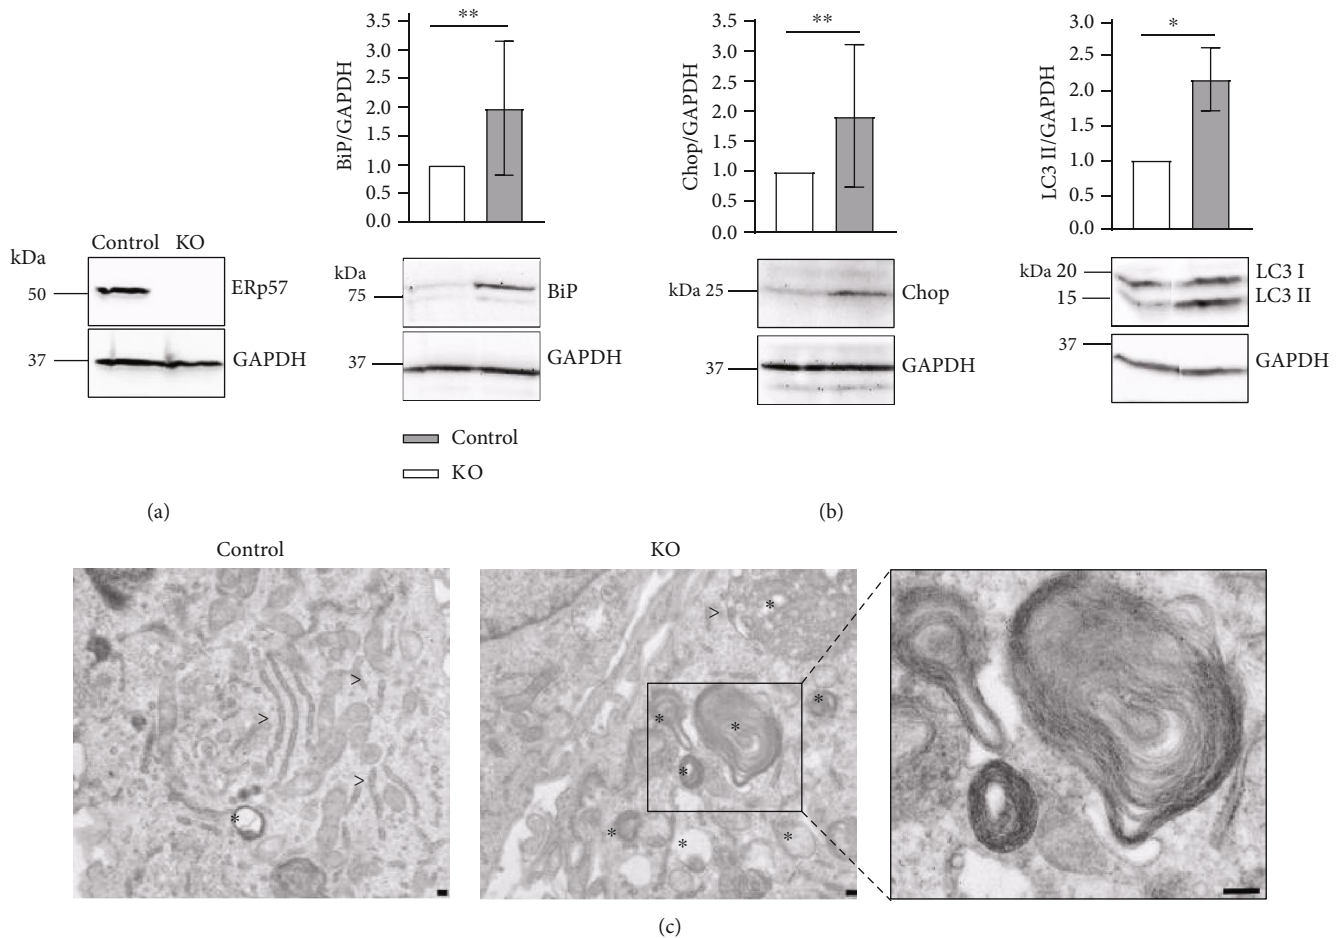 3.5
3.0
2.5
2.0
1.5
1.0
0.5
0.0
BiP/GAPDH
**
3.5
3.0
2.5
2.0
1.5
1.0
0.5
0.0
Chop/GAPDH
**
3.0
2.5
2.0
1.5
1.0
0.5
0.0
LC3 II/GAPDH
*
Control KO
kDa
50
ERp57
37
GAPDH
kDa
75
BiP
37
GAPDH
kDa 25
Chop
37
GAPDH
kDa 20
LC3 I
15
LC3 II
37
GAPDH
Control
KO
(a)
(b)
Control
KO
>
>
>
*
>
*
*
*
*
*
*
*
*
(c)